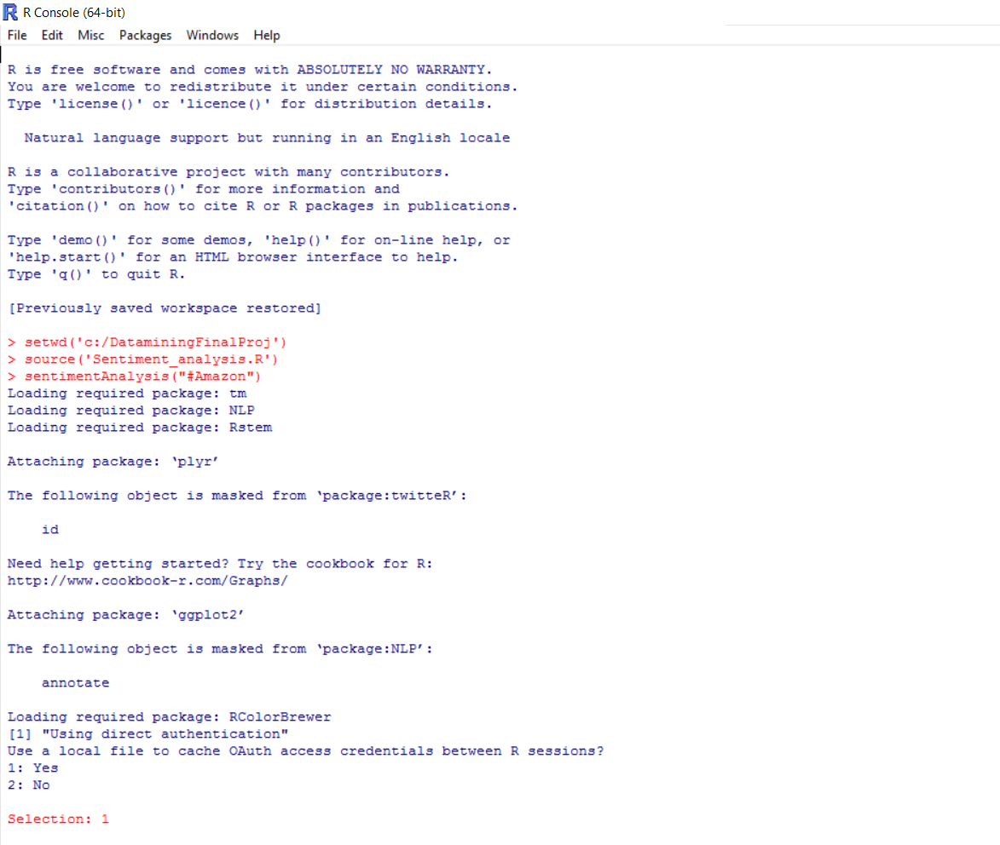 R Console (64-bit)
File Edit Misc Packages Windows Help
R is free software and comes with ABSOLUTELY NO WARRANTY.
You are welcome to redistribute it under certain conditions.
Type 'license()' or 'licence()' for distribution details.
Natural language support but running in an English locale
R is a collaborative project with many contributors.
Type 'contributors()' for more information and
'citation()' on how to cite R or R packages in publications.
Type 'demo()' for some demos, 'help()' for on-line help, or
'help.start()' for an HTML browser interface to help.
Type 'q()' to quit R.
[Previously saved workspace restored]
> setwd('c:/DataminingFinalProj')
> source('Sentiment_analysis.R')
> sentimentAnalysis("#Amazon")
Loading required package: tm
Loading required package: NLP
Loading required package: Rstem
Attaching package: ‘plyr’
The following object is masked from ‘package:twitteR’:
id
Need help getting started? Try the cookbook for R:
http://www.cookbook-r.com/Graphs/
Attaching package: ‘ggplot2’
The following object is masked from ‘package:NLP’:
annotate
Loading required package: RColorBrewer
[1] "Using direct authentication"
Use a local file to cache OAuth access credentials between R sessions?
1: Yes
2: No
Selection: 1